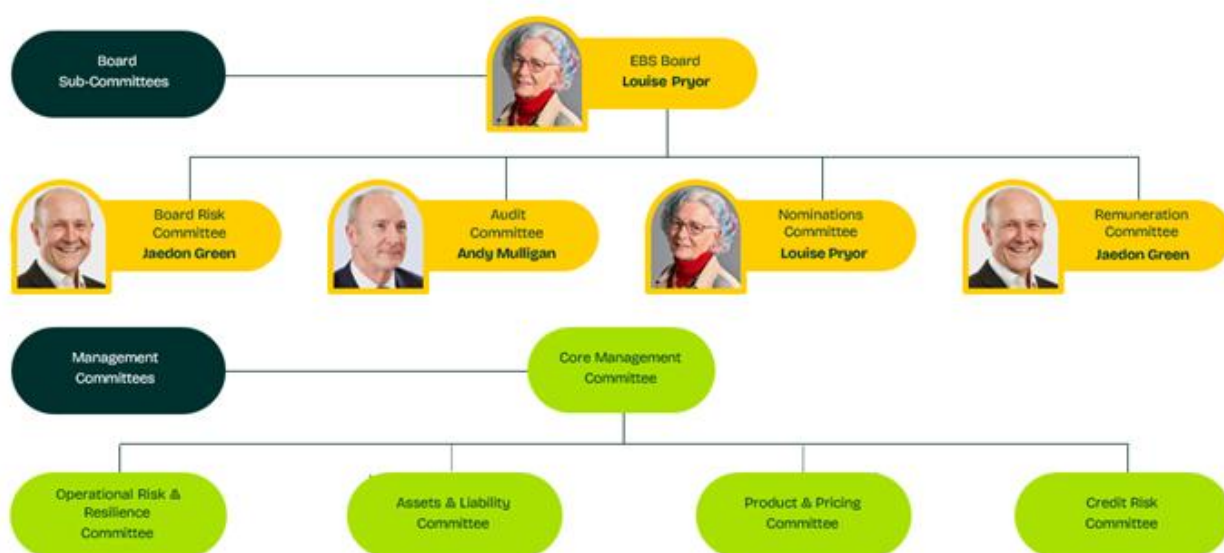 Board
Sub-Committees
EBS Board
Louise Pryor
Board Risk
Committee
Jaedon Green
Audit
Committee
Andy Mulligan
Nominations
Committee
Louise Pryor
Remuneration
Committee
Jaedon Green
Management
Committees
Core Management
Committee
Operational Risk &
Resilience
Committee
Assets & Liability
Committee
Product & Pricing
Committee
Credit Risk
Committee